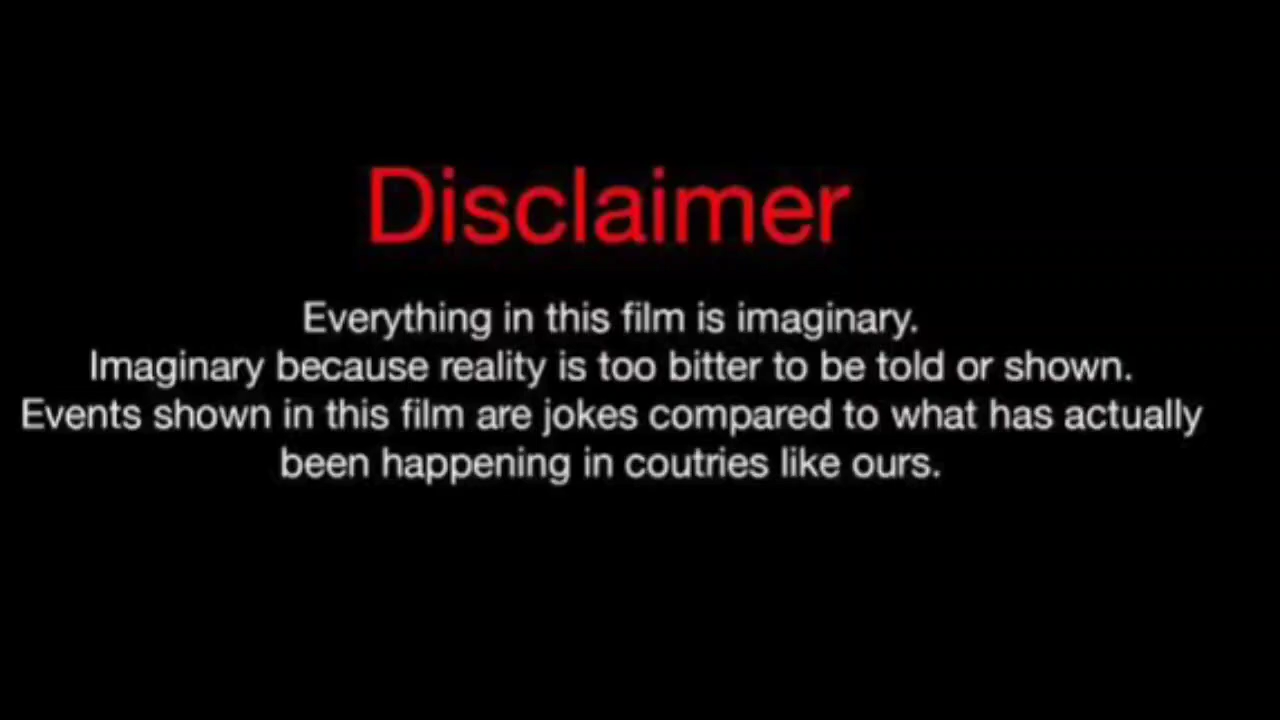 Disclaimer
Everything in this film is imaginary.
Imaginary because reality is too bitter to be told or shown.
Events shown in this film are jokes compared to what has actually
been happening in coutries like ours.